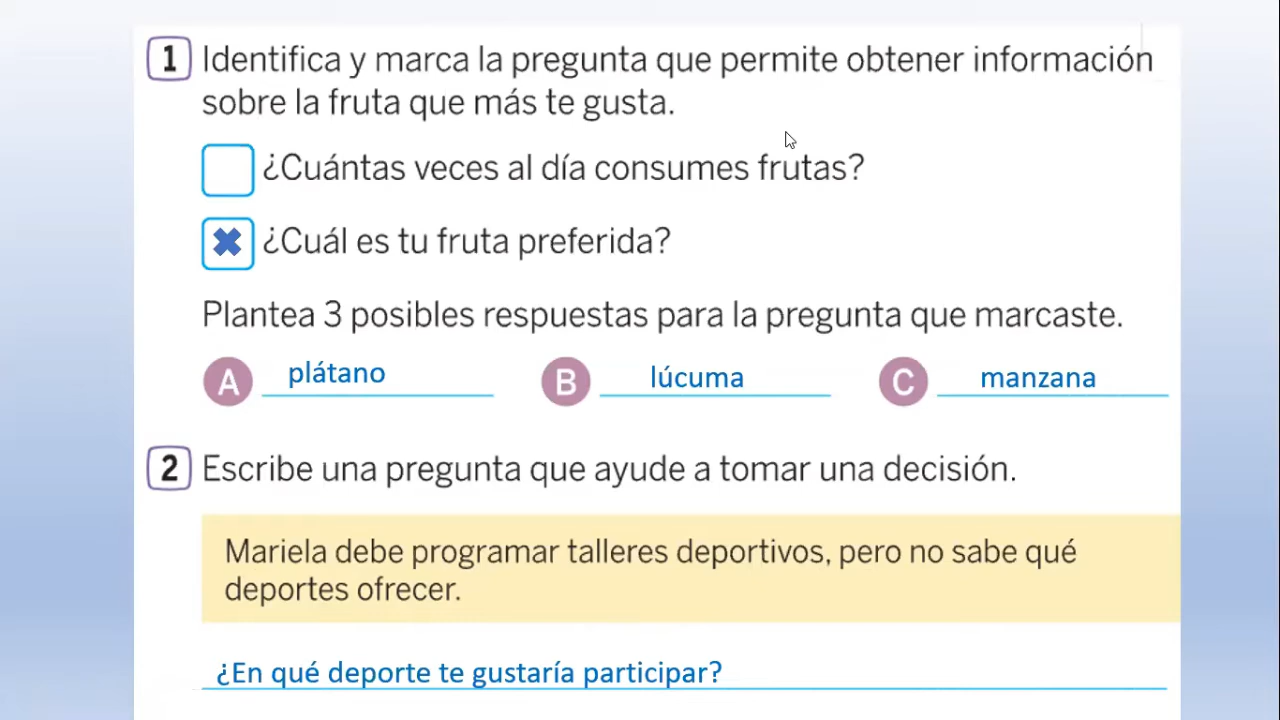 1 Identifica y marca la pregunta que permite obtener información
sobre la fruta que más te gusta.
¿Cuántas veces al día consumes frutas?
¿Cuál es tu fruta preferida?
Plantea 3 posibles respuestas para la pregunta que marcaste.
A plátano B lúcuma C manzana
2 Escribe una pregunta que ayude a tomar una decisión.
Mariela debe programar talleres deportivos, pero no sabe qué
deportes ofrecer.
¿En qué deporte te gustaría participar?